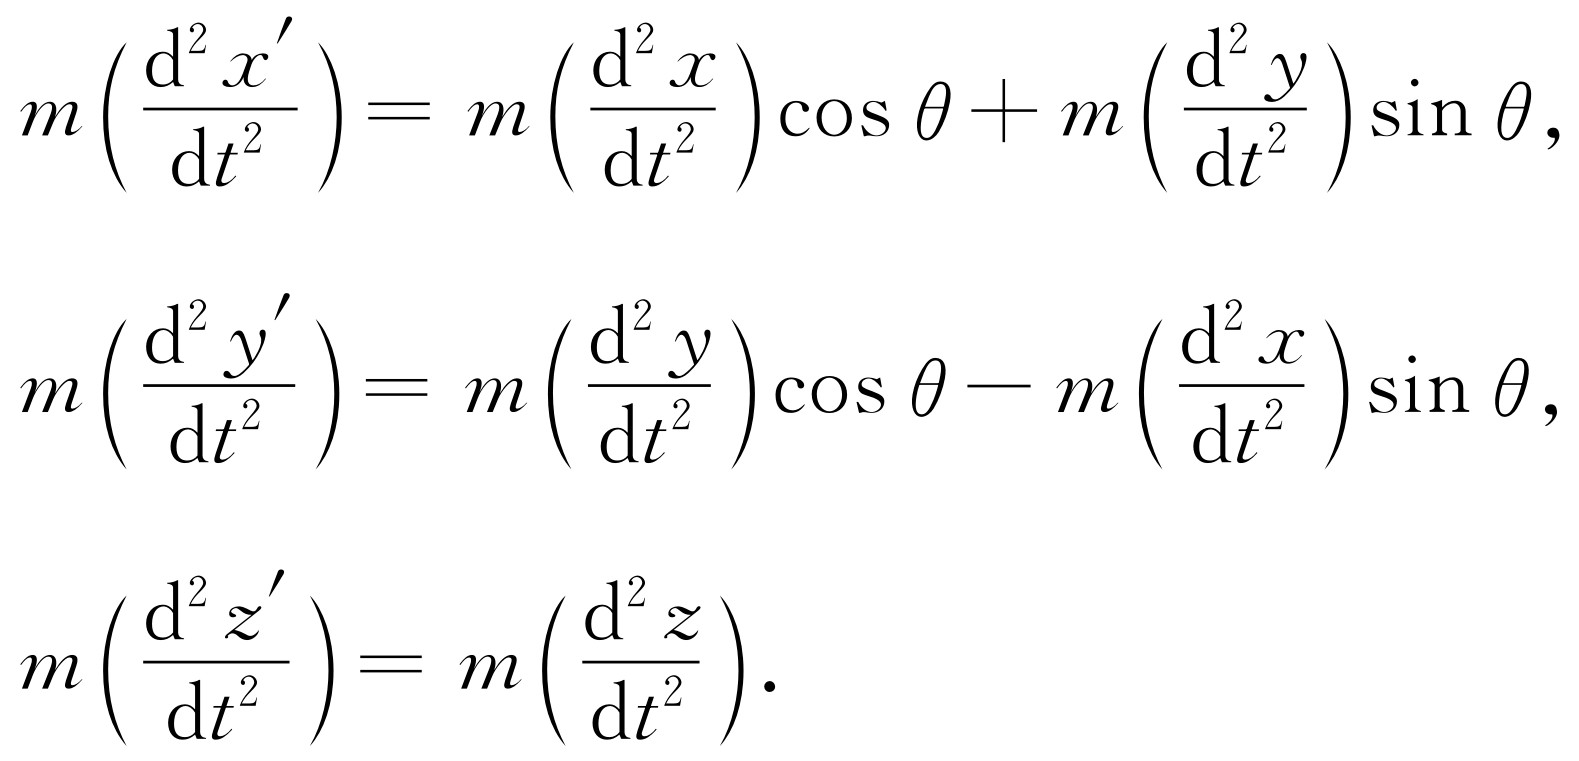 m(d²x′/dt²) = m(d²x/dt²)cos θ + m(d²y/dt²)sin θ,
m(d²y′/dt²) = m(d²y/dt²)cos θ − m(d²x/dt²)sin θ,
m(d²z′/dt²) = m(d²z/dt²).